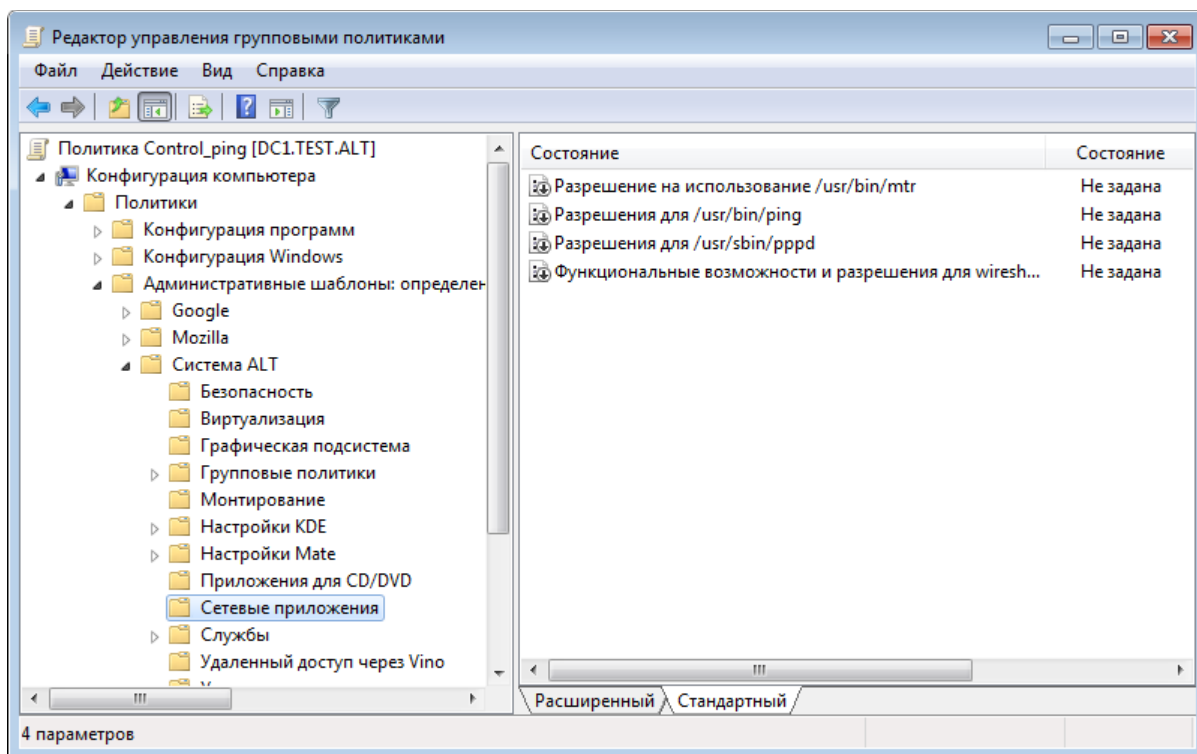 Редактор управления групповыми политиками
Файл Действие Вид Справка
Политика Control_ping [DC1.TEST.ALT]
Конфигурация компьютера
Политики
Конфигурация программ
Конфигурация Windows
Административные шаблоны: определен
Google
Mozilla
Система ALT
Безопасность
Виртуализация
Графическая подсистема
Групповые политики
Монтирование
Настройки KDE
Настройки Mate
Приложения для CD/DVD
Сетевые приложения
Службы
Удаленный доступ через Vino
Состояние Состояние
Разрешение на использование /usr/bin/mtr Не задана
Разрешения для /usr/bin/ping Не задана
Разрешения для /usr/sbin/pppd Не задана
Функциональные возможности и разрешения для wiresh... Не задана
Расширенный Стандартный
4 параметров